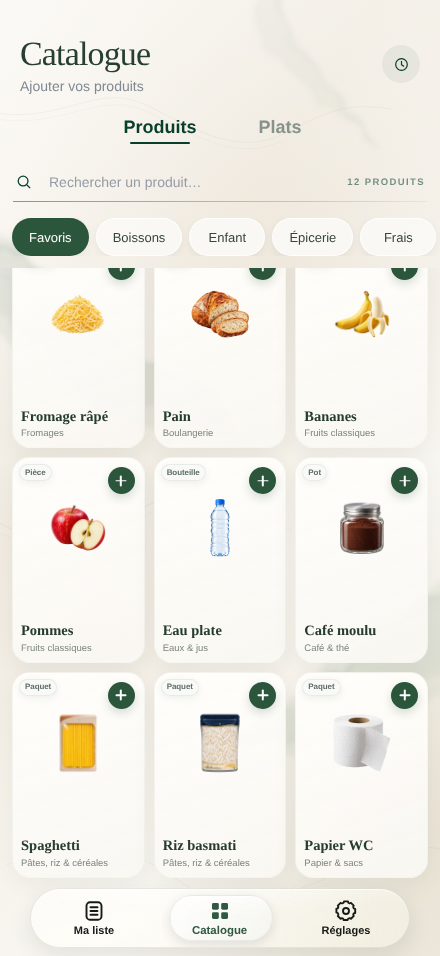 Catalogue
Ajouter vos produits
Produits Plats
Rechercher un produit… 12 PRODUITS
Favoris Boissons Enfant Épicerie Frais
Fromage râpé Pain Bananes
Fromages Boulangerie Fruits classiques
Pièce Bouteille Pot
Pommes Eau plate Café moulu
Fruits classiques Eaux & jus Café & thé
Paquet Paquet Paquet
Spaghetti Riz basmati Papier WC
Pâtes, riz & céréales Pâtes, riz & céréales Papier & sacs
Ma liste Catalogue Réglages